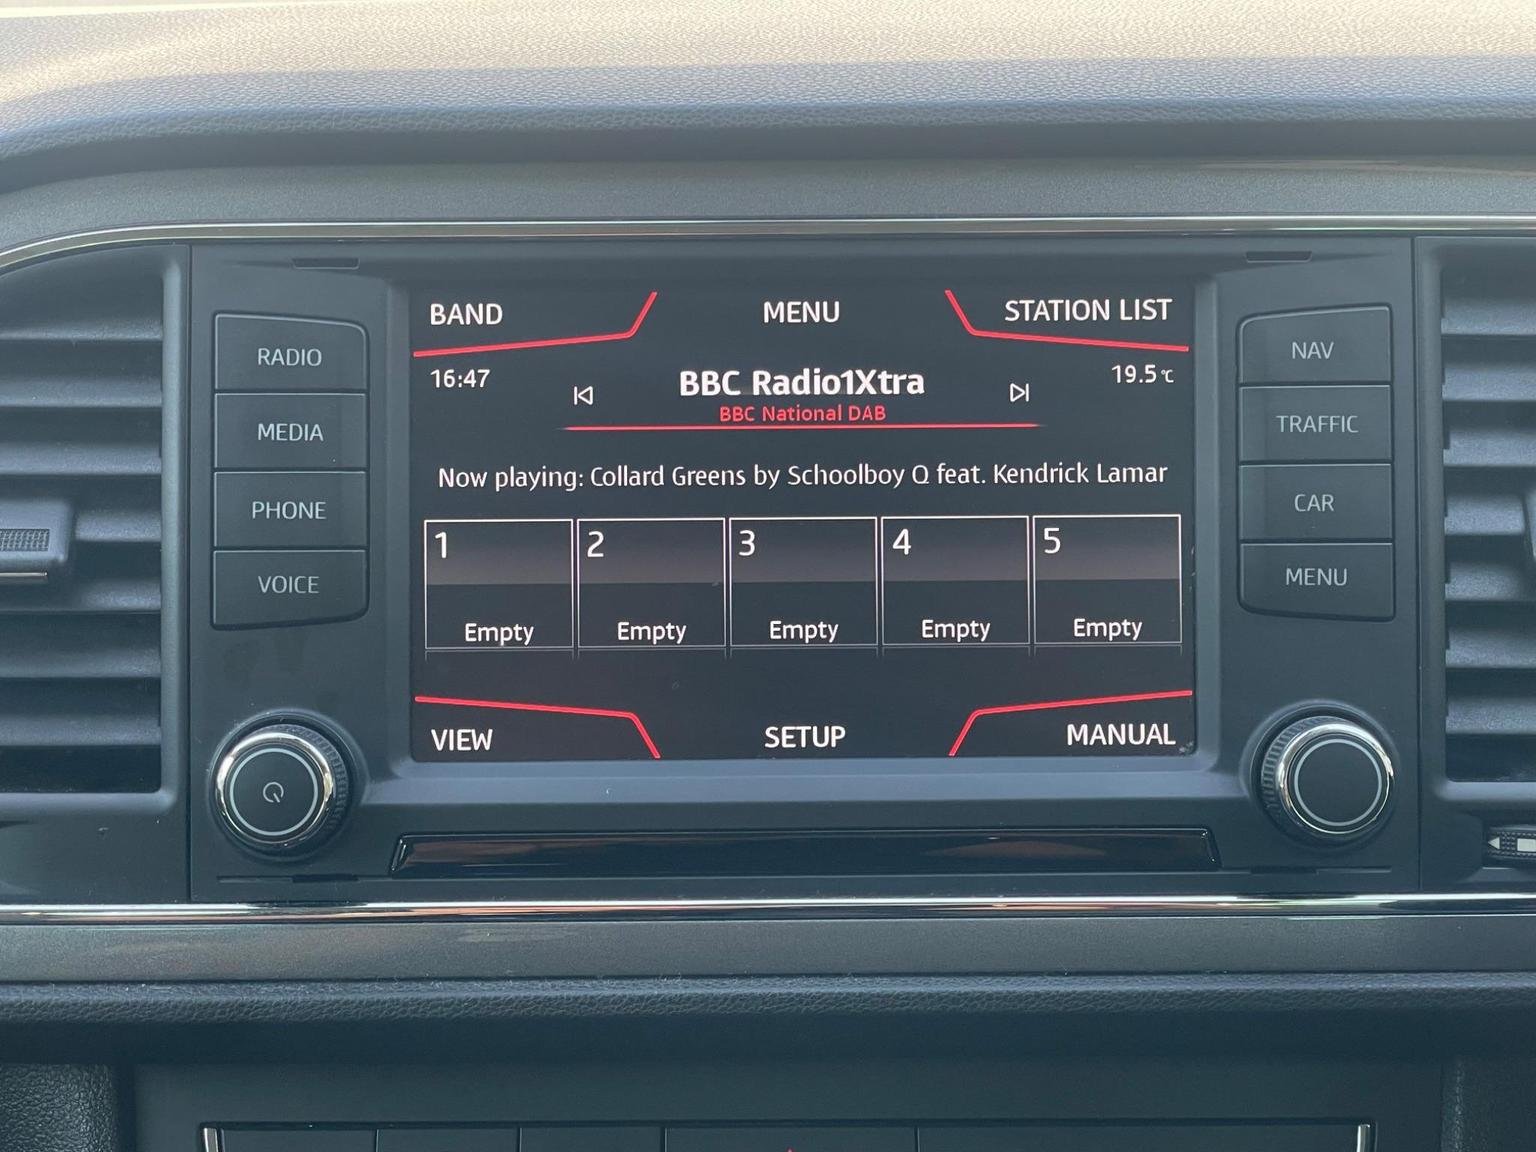 BAND
MENU
STATION LIST
16:47
BBC Radio1Xtra
19.5°C
BBC National DAB
Now playing: Collard Greens by Schoolboy Q feat. Kendrick Lamar
1
2
3
4
5
Empty
Empty
Empty
Empty
Empty
VIEW
SETUP
MANUAL
RADIO
MEDIA
PHONE
VOICE
NAV
TRAFFIC
CAR
MENU